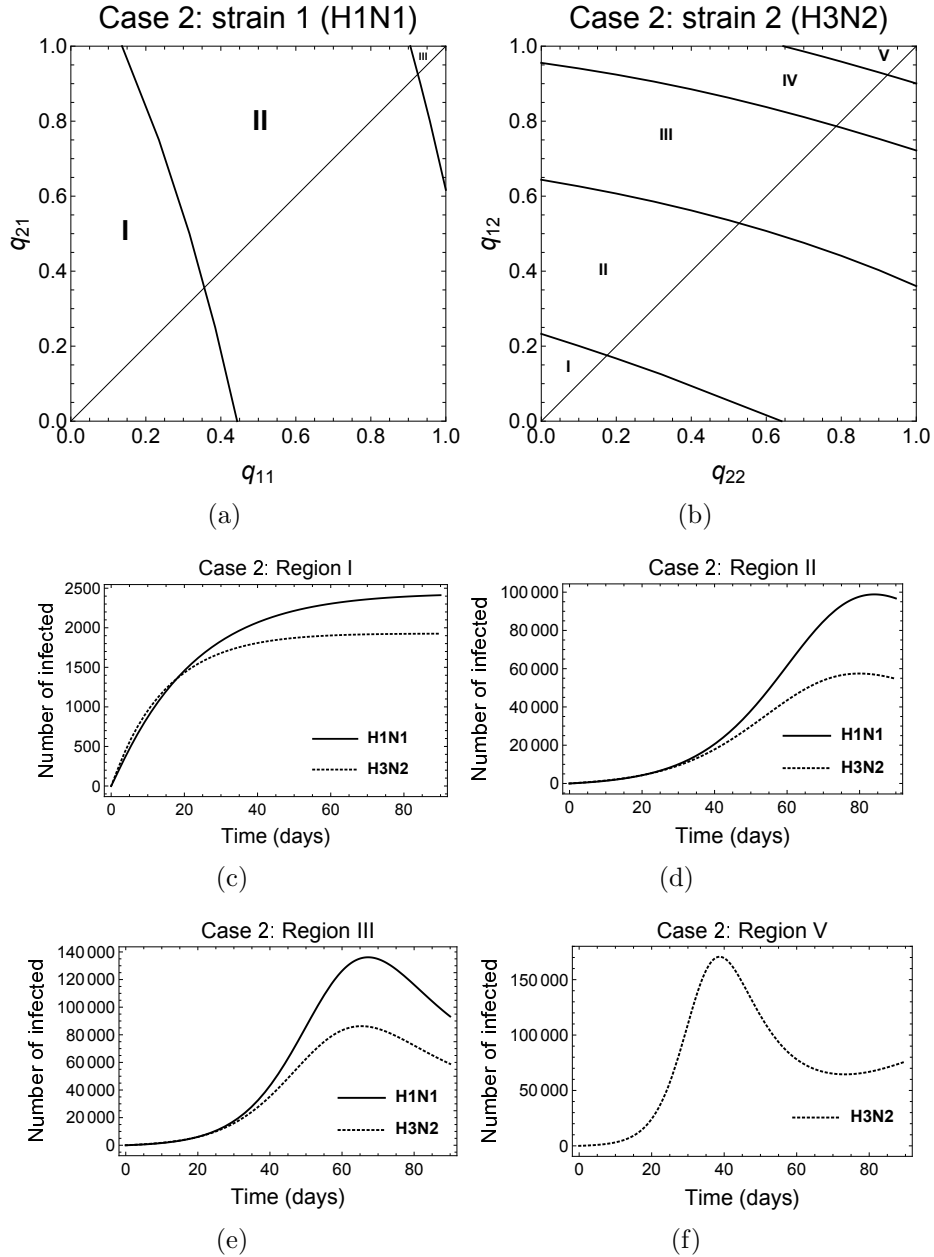 Case 2: strain 1 (H1N1)
1.0
0.8
0.6
0.4
0.2
0.0
q21
I
II
III
0.0 0.2 0.4 0.6 0.8 1.0
q11
(a)
Case 2: strain 2 (H3N2)
1.0
0.8
0.6
0.4
0.2
0.0
q12
V
IV
III
II
I
0.0 0.2 0.4 0.6 0.8 1.0
q22
(b)
Case 2: Region I
Number of infected
2500
2000
1500
1000
500
0
H1N1
H3N2
0 20 40 60 80
Time (days)
(c)
Case 2: Region II
Number of infected
100 000
80 000
60 000
40 000
20 000
0
H1N1
H3N2
0 20 40 60 80
Time (days)
(d)
Case 2: Region III
Number of infected
140 000
120 000
100 000
80 000
60 000
40 000
20 000
0
H1N1
H3N2
0 20 40 60 80
Time (days)
(e)
Case 2: Region V
Number of infected
150 000
100 000
50 000
0
H3N2
0 20 40 60 80
Time (days)
(f)